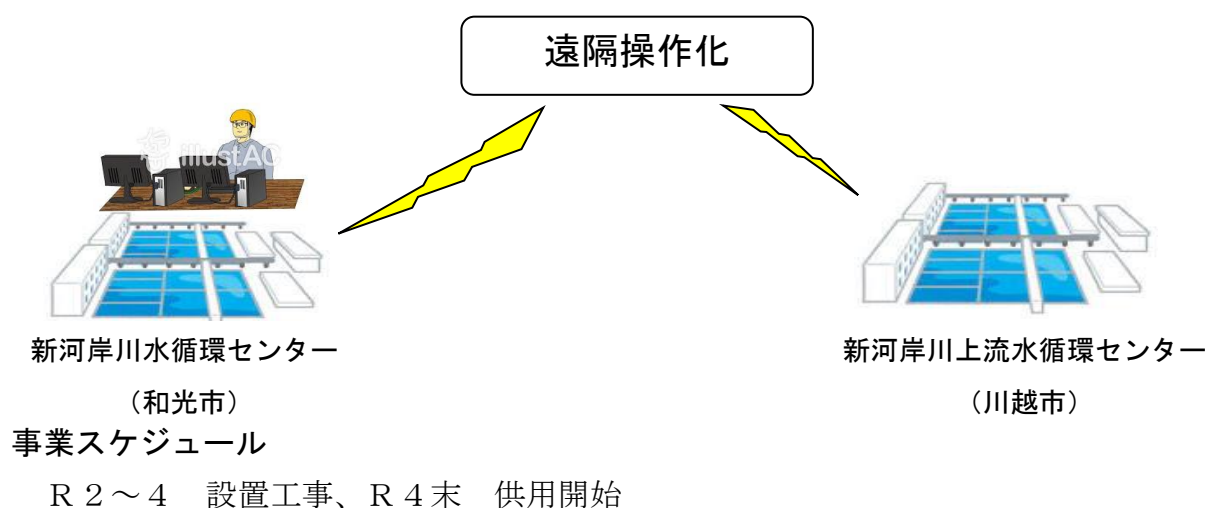 遠隔操作化
illustAC
新河岸川水循環センター
（和光市）
新河岸川上流水循環センター
（川越市）
事業スケジュール
Ｒ２～４　設置工事、Ｒ４末　供用開始